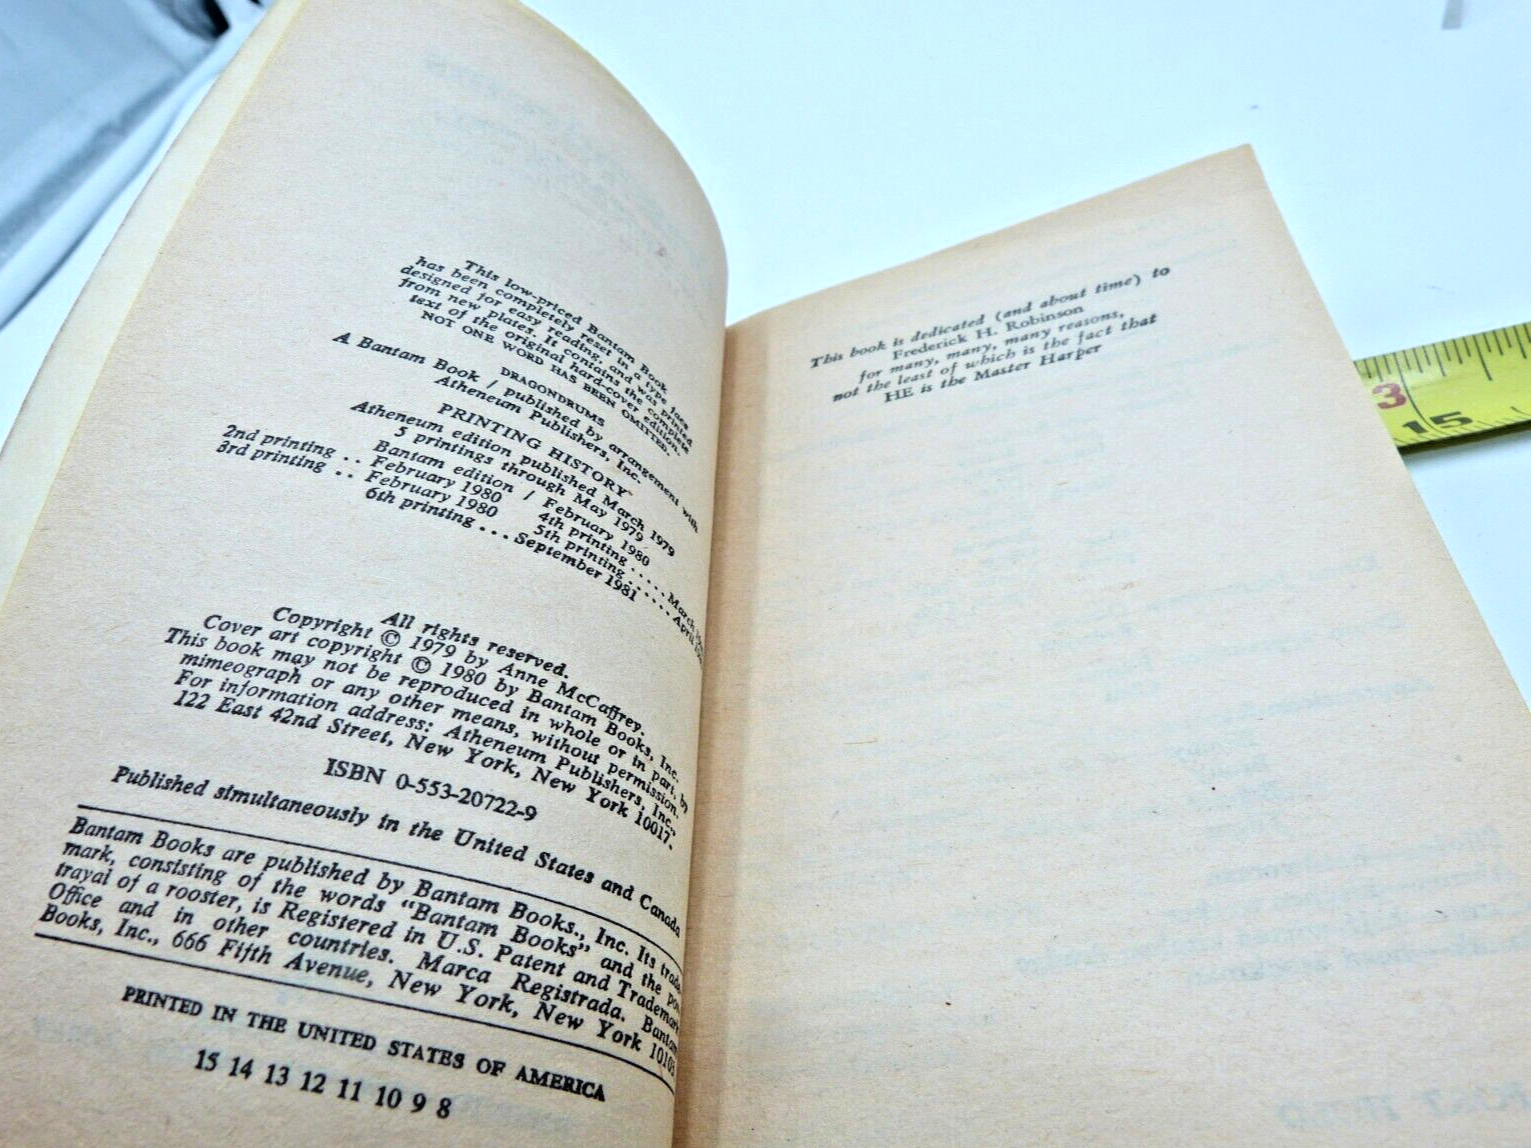 This low-priced Bantam Book
has been completely reset in a type face
designed for easy reading, and was printed
from new plates. It contains the complete
text of the original hard-cover edition.
NOT ONE WORD HAS BEEN OMITTED.
DRAGONDRUMS
A Bantam Book / published by arrangement with
Atheneum Publishers, Inc.
PRINTING HISTORY
Atheneum edition published March 1979
5 printings through May 1979
Bantam edition / February 1980
2nd printing . . February 1980 4th printing ..... March
3rd printing . . February 1980 5th printing ..... April
6th printing . . . September 1981
All rights reserved.
Copyright © 1979 by Anne McCaffrey.
Cover art copyright © 1980 by Bantam Books, Inc.
This book may not be reproduced in whole or in part, by
mimeograph or any other means, without permission.
For information address: Atheneum Publishers, Inc.,
122 East 42nd Street, New York, New York 10017.
ISBN 0-553-20722-9
Published simultaneously in the United States and Canada
Bantam Books are published by Bantam Books., Inc. Its trade
mark, consisting of the words "Bantam Books" and the por
trayal of a rooster, is Registered in U.S. Patent and Trademark
Office and in other countries. Marca Registrada. Bantam
Books, Inc., 666 Fifth Avenue, New York, New York 10103
PRINTED IN THE UNITED STATES OF AMERICA
15 14 13 12 11 10 9 8
This book is dedicated (and about time) to
Frederick H. Robinson
for many, many, many reasons,
not the least of which is the fact that
HE is the Master Harper
3
15